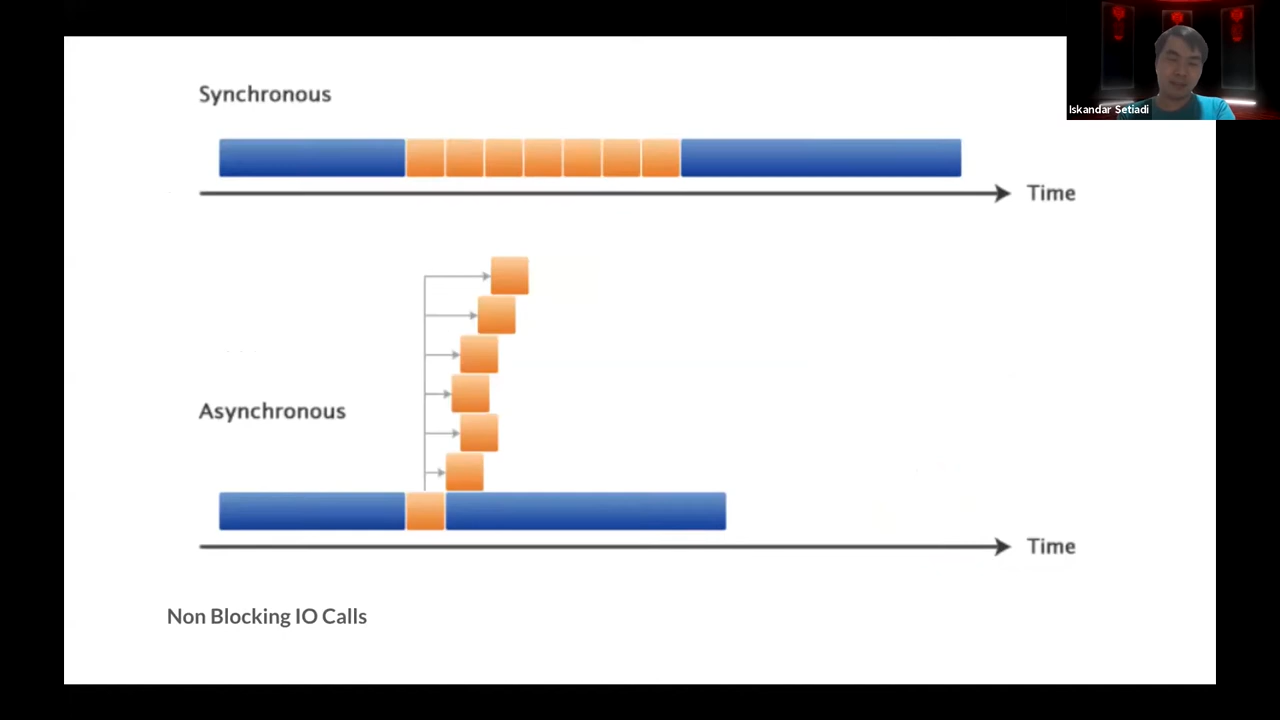 Synchronous
Iskandar Setiadi
Time
Asynchronous
Time
Non Blocking IO Calls